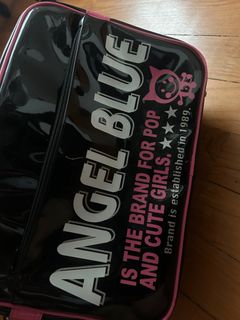 ANGEL BLUE
IS THE BRAND FOR POP
AND CUTE GIRLS.
Brand is established in 1989.